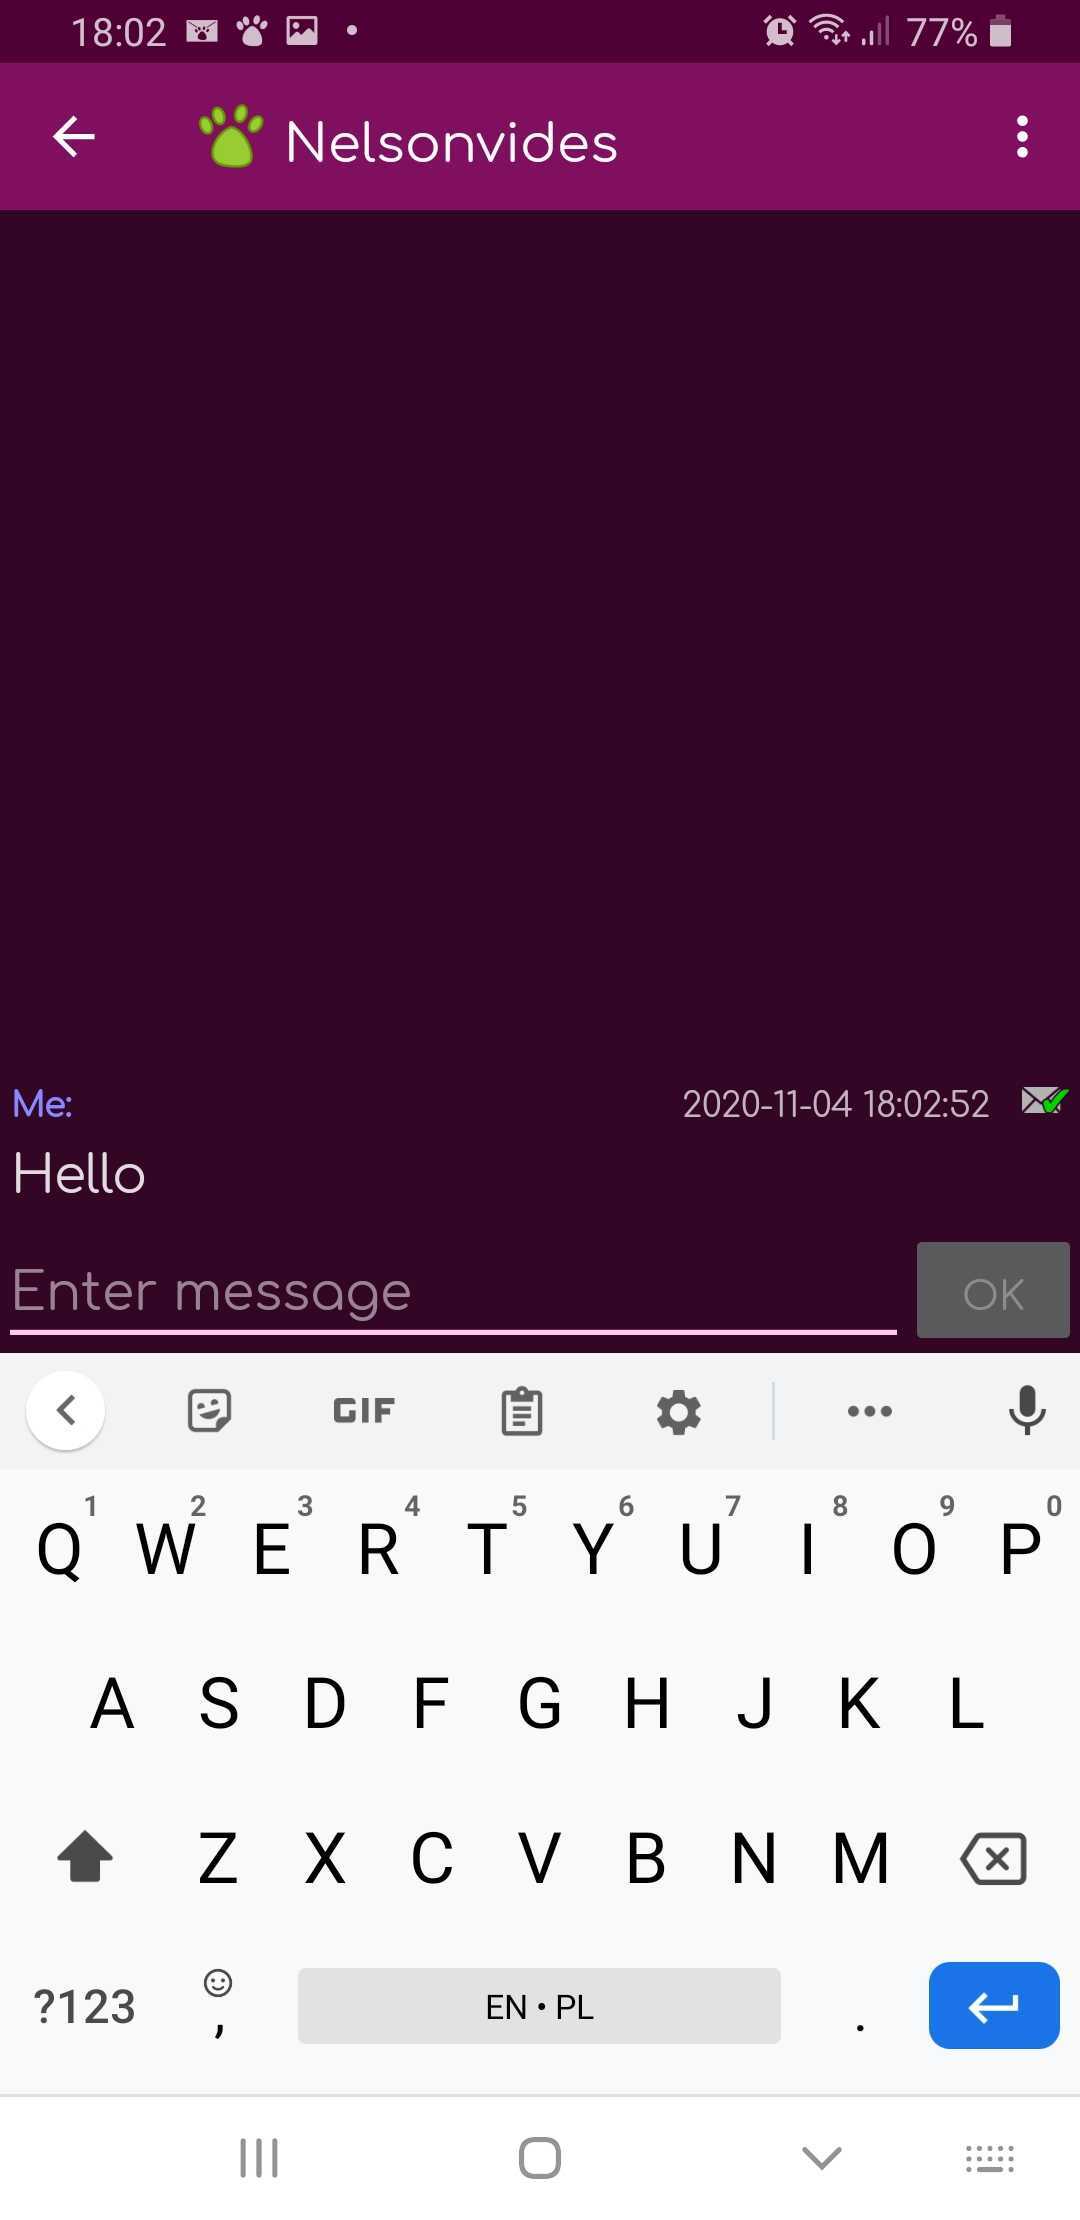 18:02 77%
Nelsonvides
Me: 2020-11-04 18:02:52
Hello
Enter message OK
GIF
1 2 3 4 5 6 7 8 9 0
Q W E R T Y U I O P
A S D F G H J K L
Z X C V B N M
?123 , EN • PL .